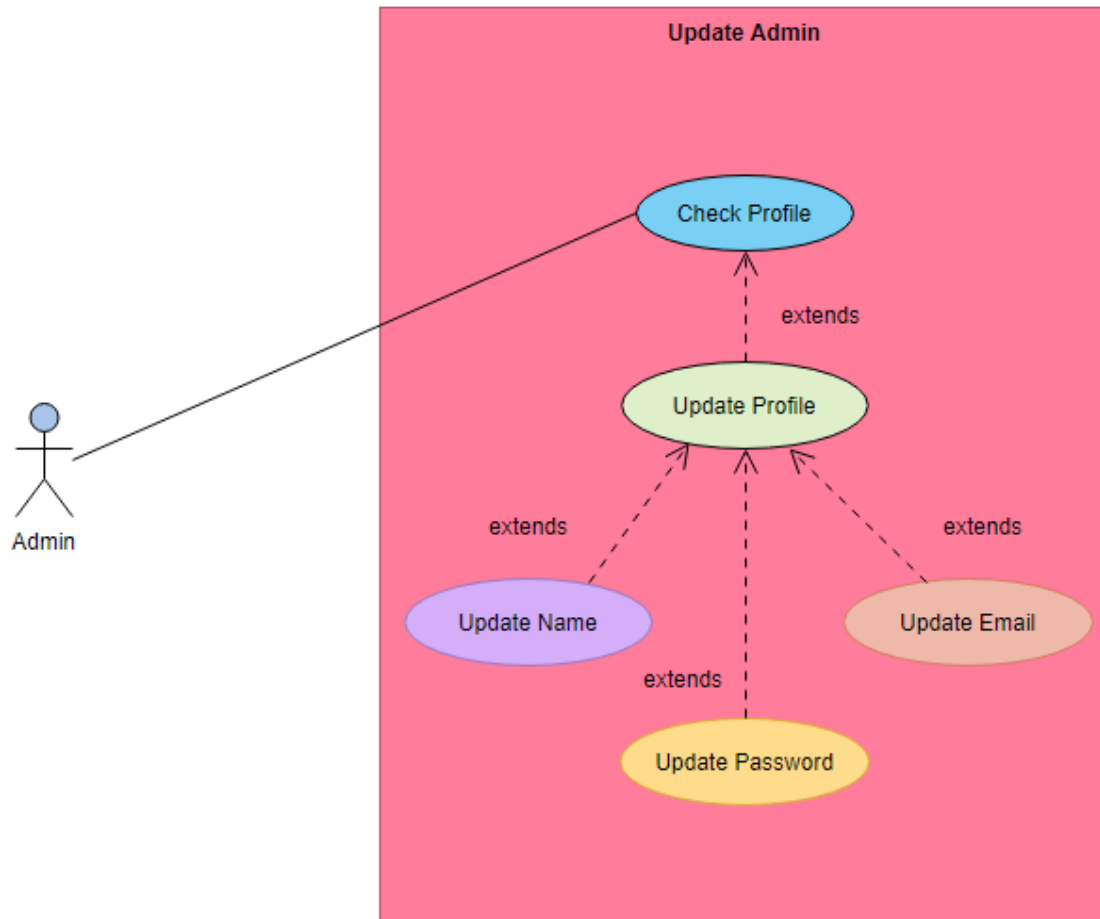 Update Admin
Check Profile
extends
Update Profile
Admin
extends
extends
Update Name
Update Email
extends
Update Password